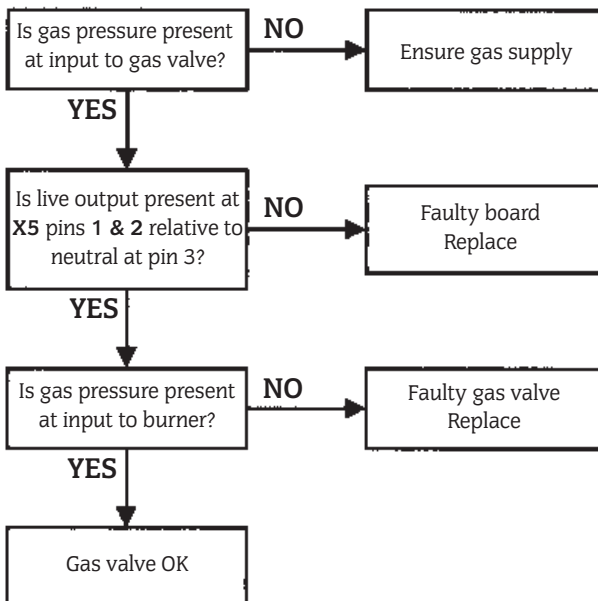 Is gas pressure present
at input to gas valve?
NO
Ensure gas supply
YES
Is live output present at
X5 pins 1 & 2 relative to
neutral at pin 3?
NO
Faulty board
Replace
YES
Is gas pressure present
at input to burner?
NO
Faulty gas valve
Replace
YES
Gas valve OK